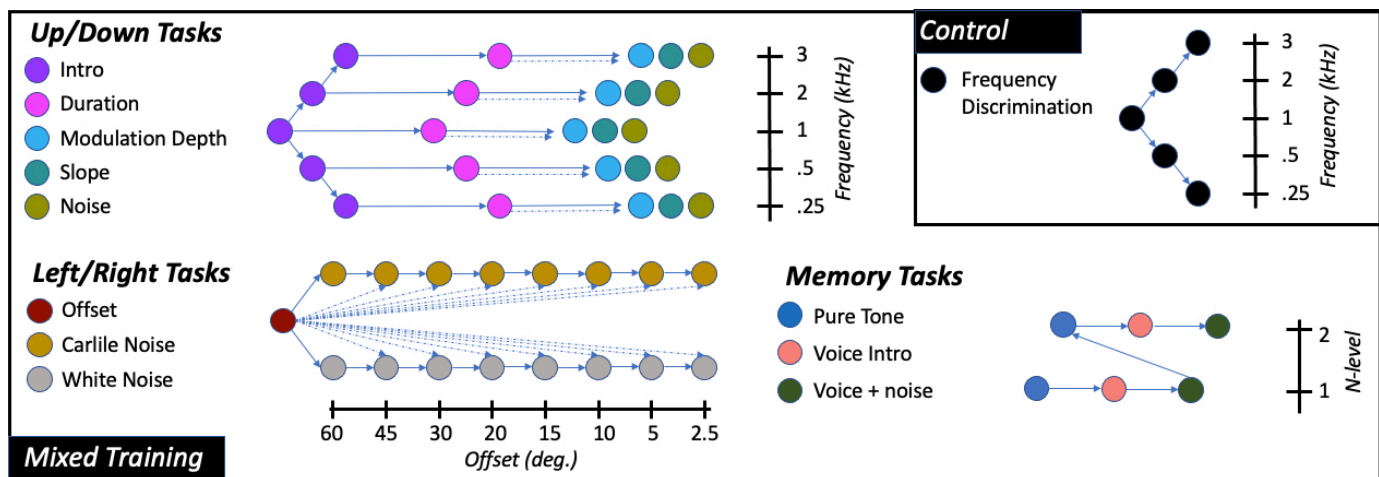 Up/Down Tasks
Intro
Duration
Modulation Depth
Slope
Noise
3
2
1
.5
.25
Frequency (kHz)
Control
Frequency
Discrimination
3
2
1
.5
.25
Frequency (kHz)
Left/Right Tasks
Offset
Carlile Noise
White Noise
60 45 30 20 15 10 5 2.5
Offset (deg.)
Memory Tasks
Pure Tone
Voice Intro
Voice + noise
2
1
N-level
Mixed Training